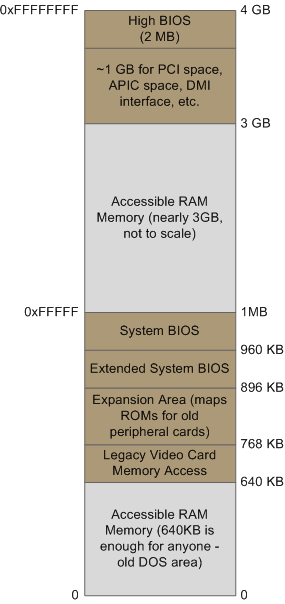 0xFFFFFFFF
4 GB
High BIOS
(2 MB)
~1 GB for PCI space,
APIC space, DMI
interface, etc.
3 GB
Accessible RAM
Memory (nearly 3GB,
not to scale)
0xFFFFF
1MB
System BIOS
960 KB
Extended System BIOS
896 KB
Expansion Area (maps
ROMs for old
peripheral cards)
768 KB
Legacy Video Card
Memory Access
640 KB
Accessible RAM
Memory (640KB is
enough for anyone -
old DOS area)
0
0